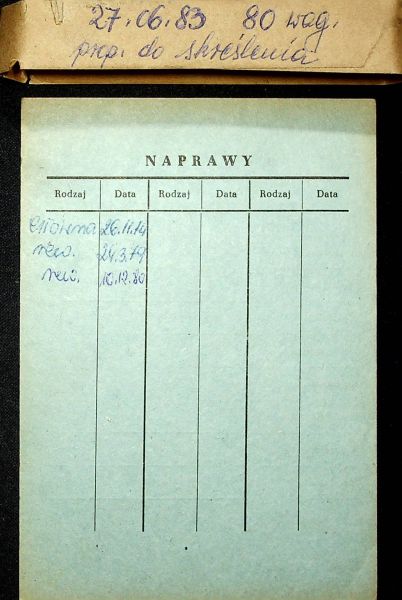 27.06.83 80 wag.
prop. do skreślenia
NAPRAWY
Rodzaj Data Rodzaj Data Rodzaj Data
Główna 26.11.74
rew. 24.3.79
rew. 10.12.80